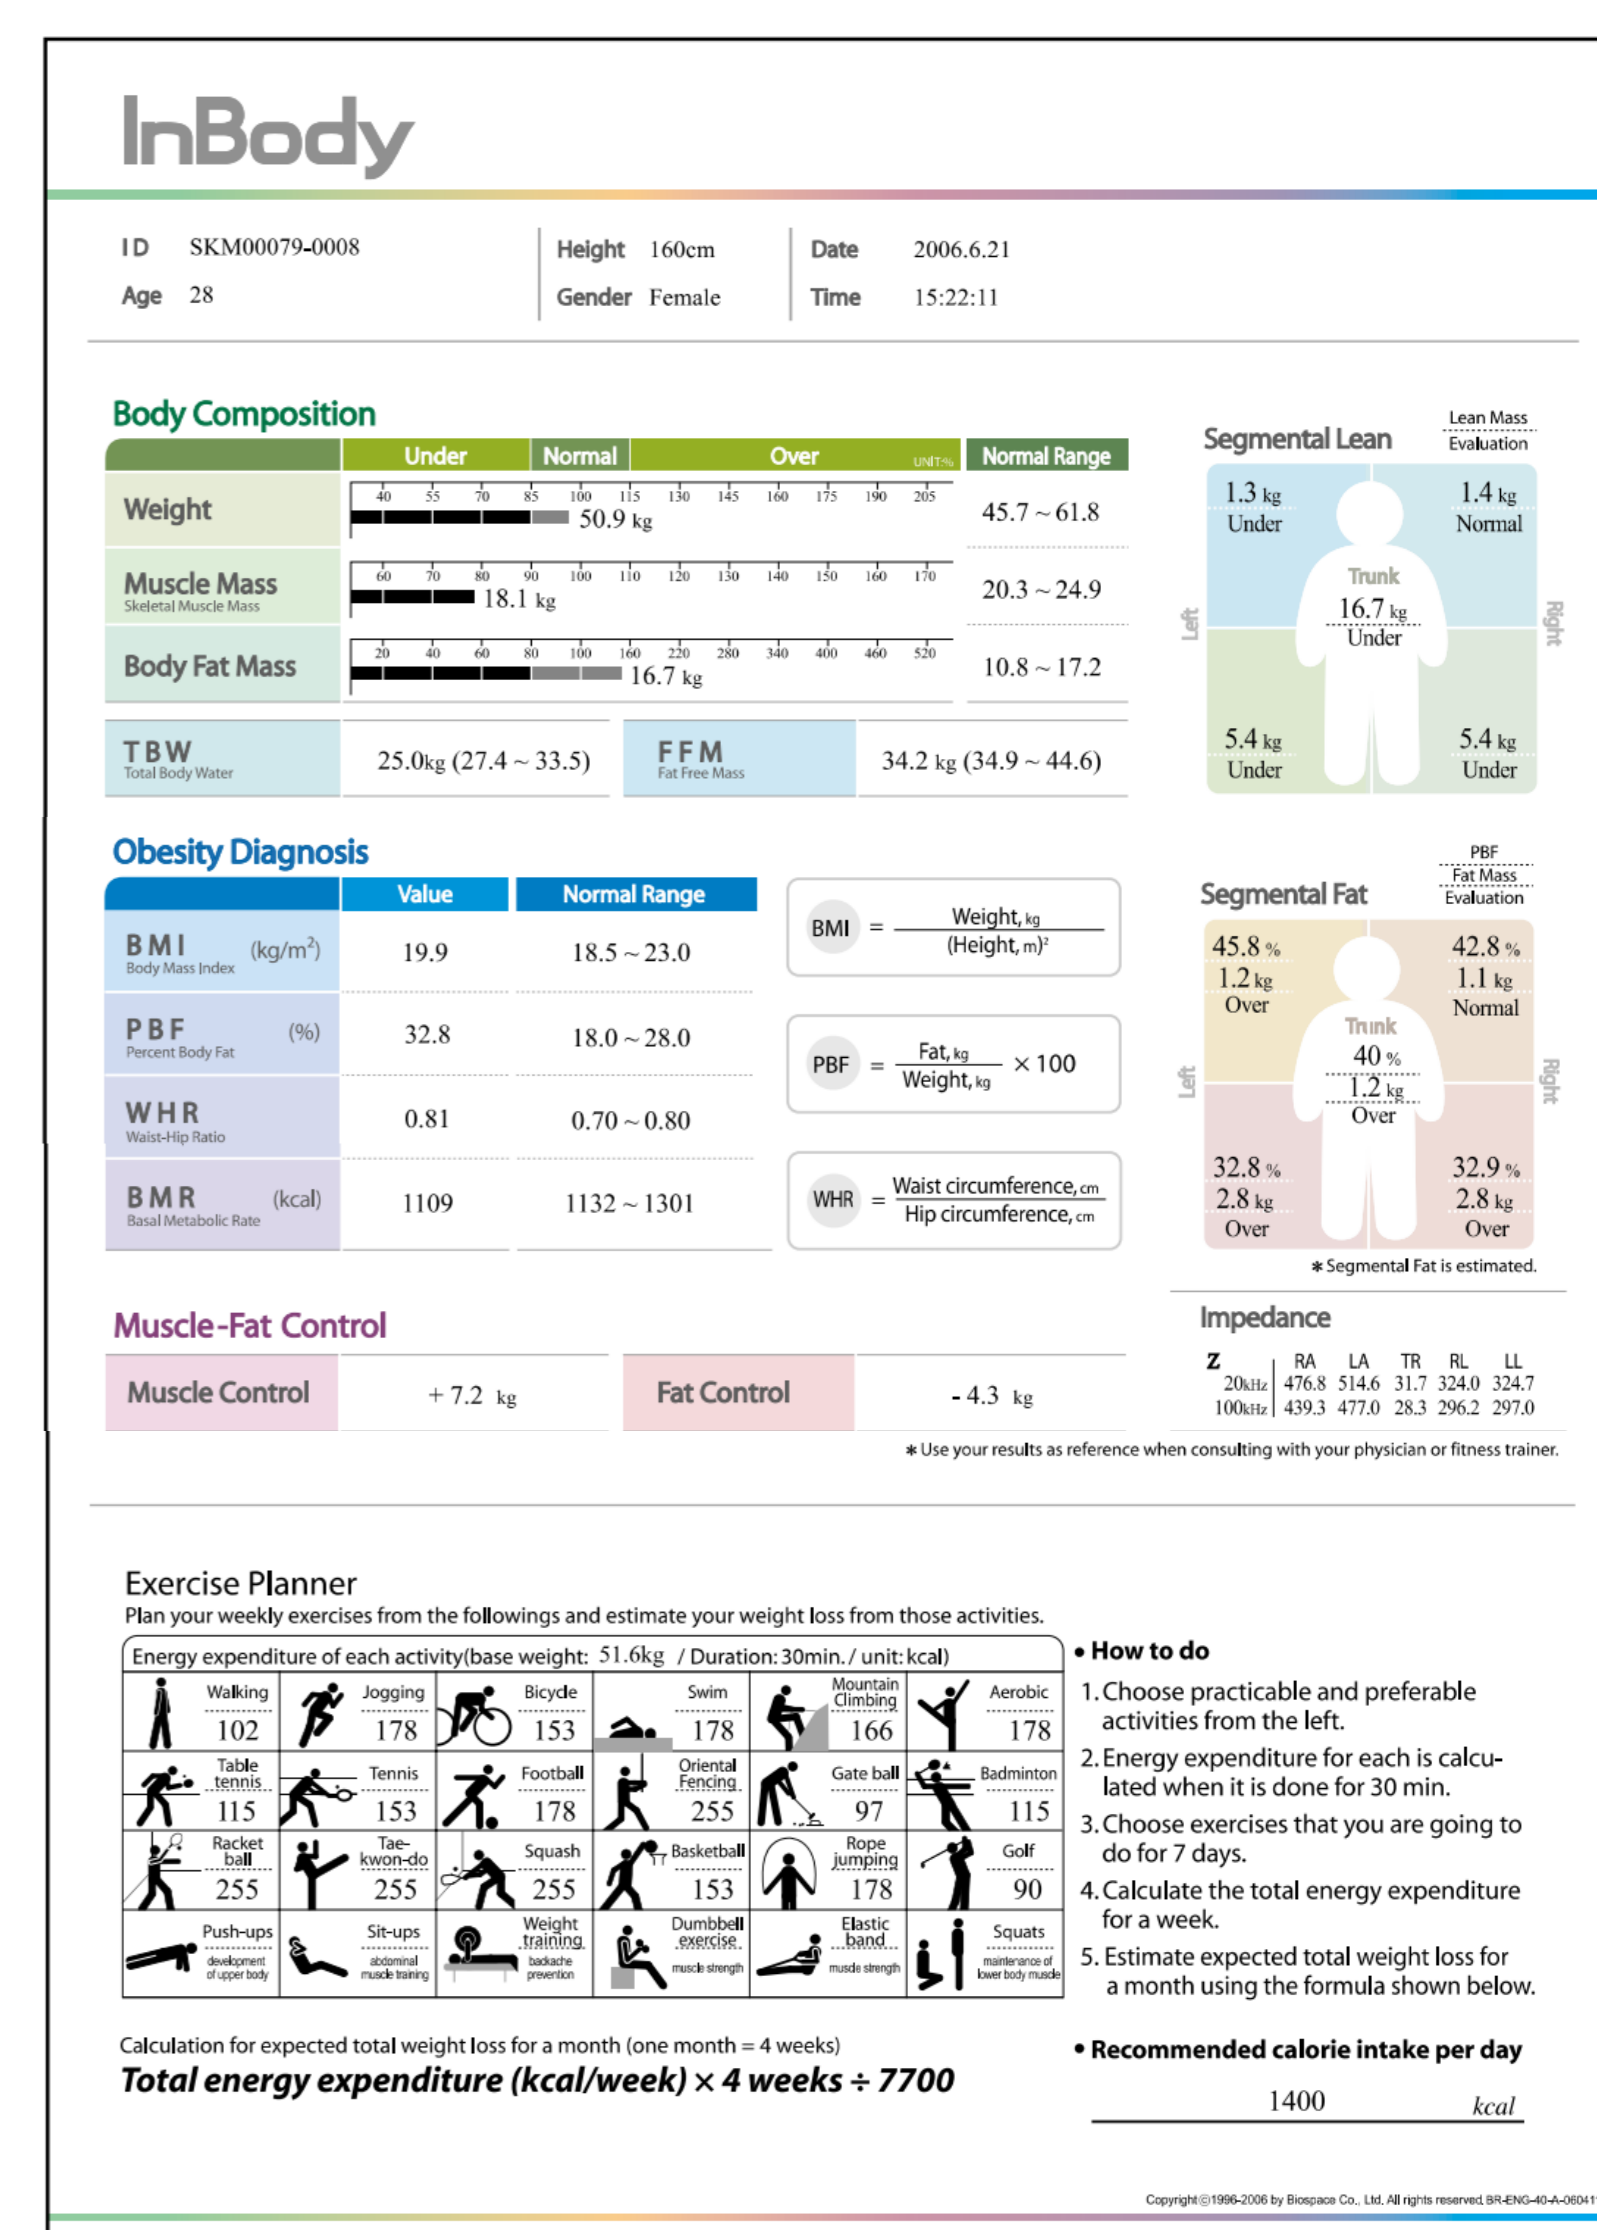 InBody
ID SKM00079-0008
Age 28
Height 160cm
Gender Female
Date 2006.6.21
Time 15:22:11
Body Composition
Under Normal Over UNIT:% Normal Range
Weight
40 55 70 85 100 115 130 145 160 175 190 205
50.9 kg
45.7 ~ 61.8
Muscle Mass
Skeletal Muscle Mass
60 70 80 90 100 110 120 130 140 150 160 170
18.1 kg
20.3 ~ 24.9
Body Fat Mass
20 40 60 80 100 160 220 280 340 400 460 520
16.7 kg
10.8 ~ 17.2
TBW
Total Body Water
25.0kg (27.4 ~ 33.5)
FFM
Fat Free Mass
34.2 kg (34.9 ~ 44.6)
Segmental Lean
Lean Mass
Evaluation
1.3 kg
Under
1.4 kg
Normal
Trunk
16.7 kg
Under
Left
Right
5.4 kg
Under
5.4 kg
Under
Obesity Diagnosis
Value Normal Range
BMI (kg/m²)
Body Mass Index
19.9 18.5 ~ 23.0
PBF (%)
Percent Body Fat
32.8 18.0 ~ 28.0
WHR
Waist-Hip Ratio
0.81 0.70 ~ 0.80
BMR (kcal)
Basal Metabolic Rate
1109 1132 ~ 1301
BMI = Weight, kg
(Height, m)²
PBF = Fat, kg
Weight, kg
× 100
WHR = Waist circumference, cm
Hip circumference, cm
Segmental Fat
PBF
Fat Mass
Evaluation
45.8 %
1.2 kg
Over
42.8 %
1.1 kg
Normal
Trunk
40 %
1.2 kg
Over
Left
Right
32.8 %
2.8 kg
Over
32.9 %
2.8 kg
Over
* Segmental Fat is estimated.
Muscle-Fat Control
Muscle Control + 7.2 kg
Fat Control - 4.3 kg
Impedance
Z RA LA TR RL LL
20kHz 476.8 514.6 31.7 324.0 324.7
100kHz 439.3 477.0 28.3 296.2 297.0
* Use your results as reference when consulting with your physician or fitness trainer.
Exercise Planner
Plan your weekly exercises from the followings and estimate your weight loss from those activities.
Energy expenditure of each activity(base weight: 51.6kg / Duration: 30min. / unit: kcal)
Walking
102
Jogging
178
Bicycle
153
Swim
178
Mountain
Climbing
166
Aerobic
178
Table
tennis
115
Tennis
153
Football
178
Oriental
Fencing
255
Gate ball
97
Badminton
115
Racket
ball
255
Tae-
kwon-do
255
Squash
255
Basketball
153
Rope
jumping
178
Golf
90
Push-ups
development
of upper body
Sit-ups
abdominal
muscle training
Weight
training
backache
prevention
Dumbbell
exercise
muscle strength
Elastic
band
muscle strength
Squats
maintenance of
lower body muscle
• How to do
1. Choose practicable and preferable
activities from the left.
2. Energy expenditure for each is calcu-
lated when it is done for 30 min.
3. Choose exercises that you are going to
do for 7 days.
4. Calculate the total energy expenditure
for a week.
5. Estimate expected total weight loss for
a month using the formula shown below.
Calculation for expected total weight loss for a month (one month = 4 weeks)
Total energy expenditure (kcal/week) × 4 weeks ÷ 7700
• Recommended calorie intake per day
1400 kcal
Copyright©1996-2006 by Biospace Co., Ltd. All rights reserved. BR-ENG-40-A-06041